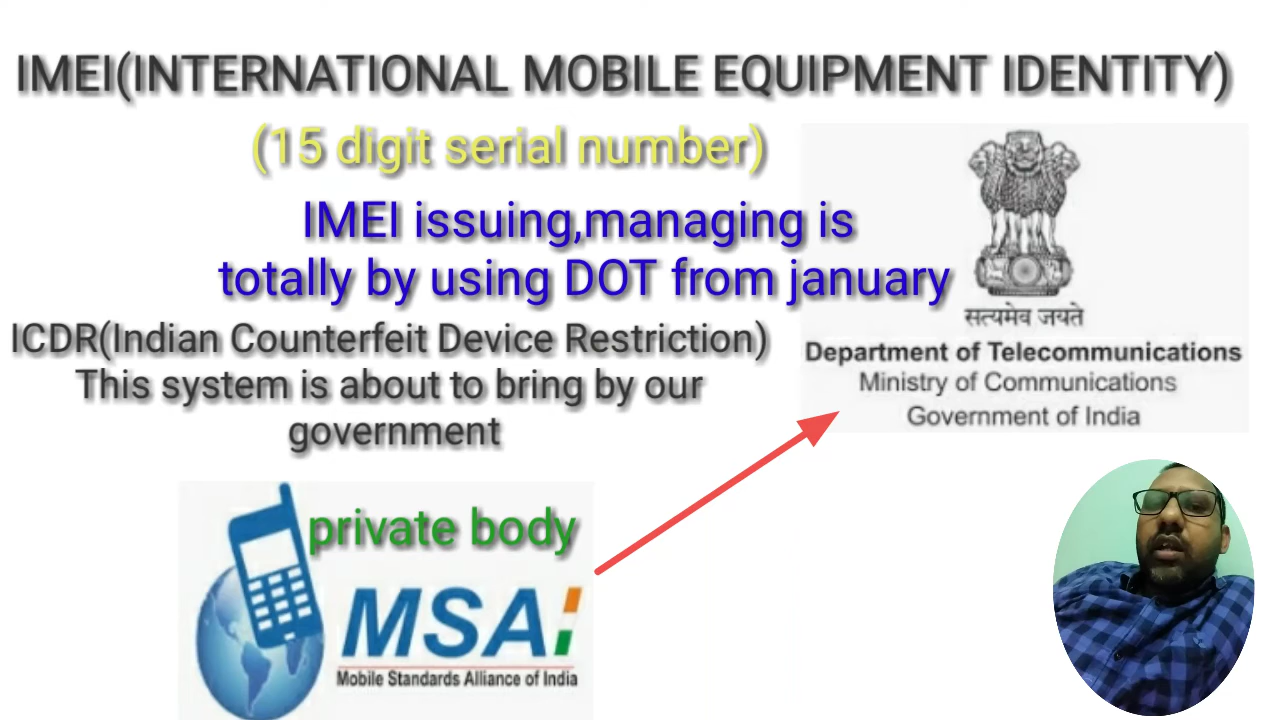 IMEI(INTERNATIONAL MOBILE EQUIPMENT IDENTITY)
(15 digit serial number)
IMEI issuing,managing is
totally by using DOT from january
ICDR(Indian Counterfeit Device Restriction)
This system is about to bring by our
government
सत्यमेव जयते
Department of Telecommunications
Ministry of Communications
Government of India
private body
MSAI
Mobile Standards Alliance of India